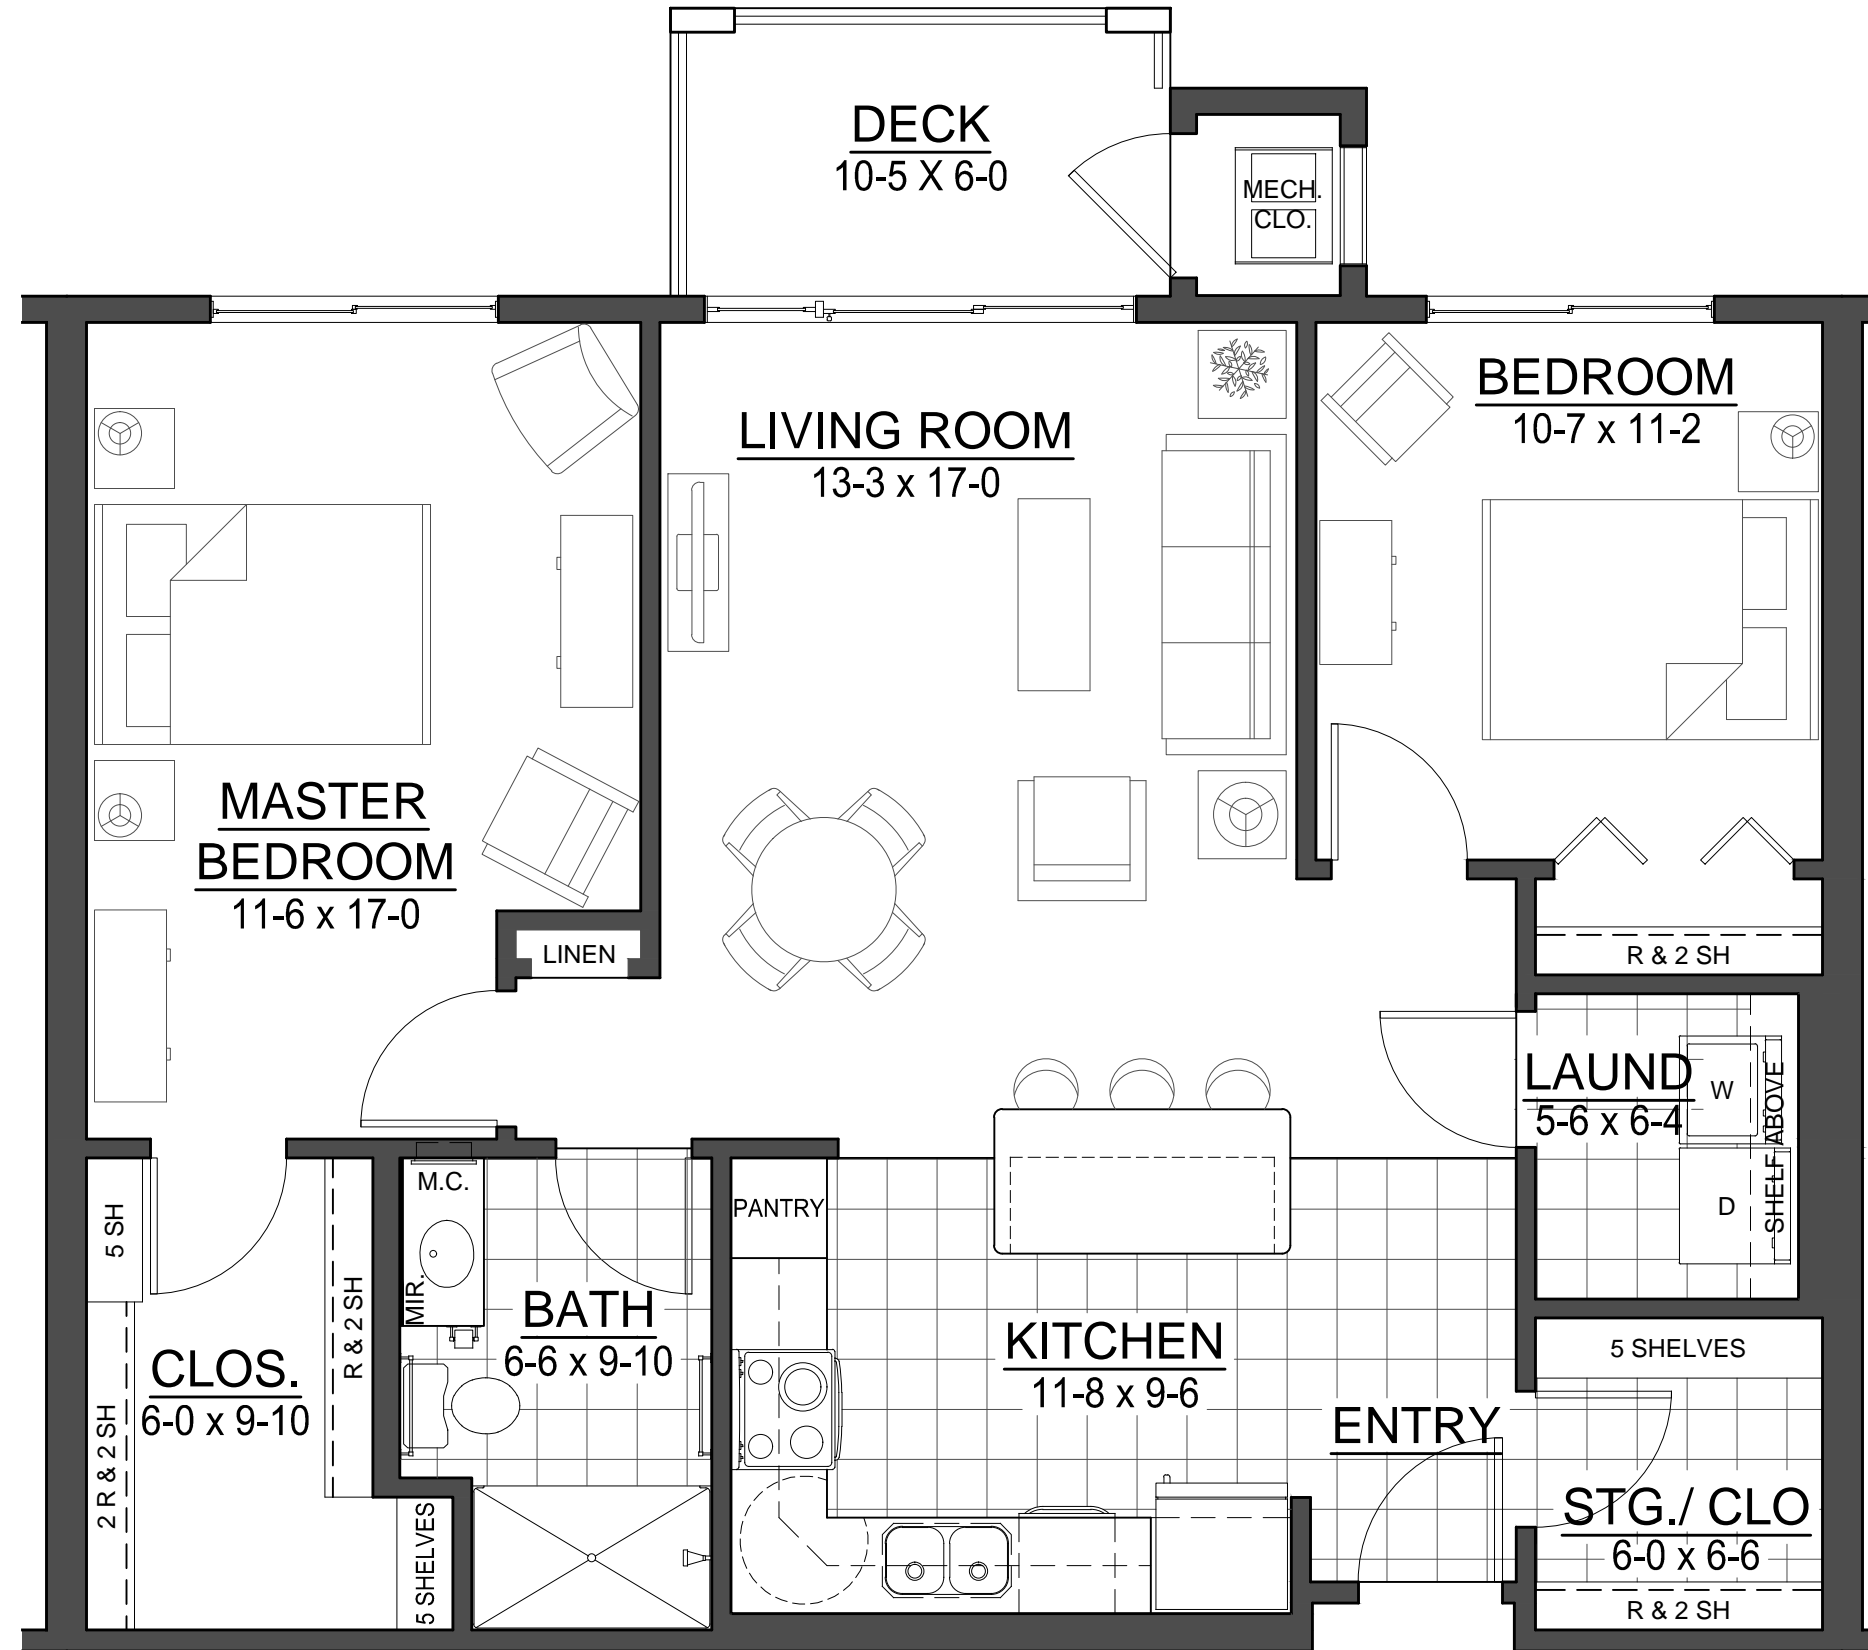 DECK
10-5 X 6-0
MECH.
CLO.
BEDROOM
10-7 x 11-2
LIVING ROOM
13-3 x 17-0
MASTER
BEDROOM
11-6 x 17-0
LINEN
R & 2 SH
LAUND
5-6 x 6-4
W
D
SHELF ABOVE
M.C.
MIR.
PANTRY
5 SH
R & 2 SH
2 R & 2 SH
CLOS.
6-0 x 9-10
5 SHELVES
BATH
6-6 x 9-10
KITCHEN
11-8 x 9-6
ENTRY
5 SHELVES
STG./ CLO
6-0 x 6-6
R & 2 SH